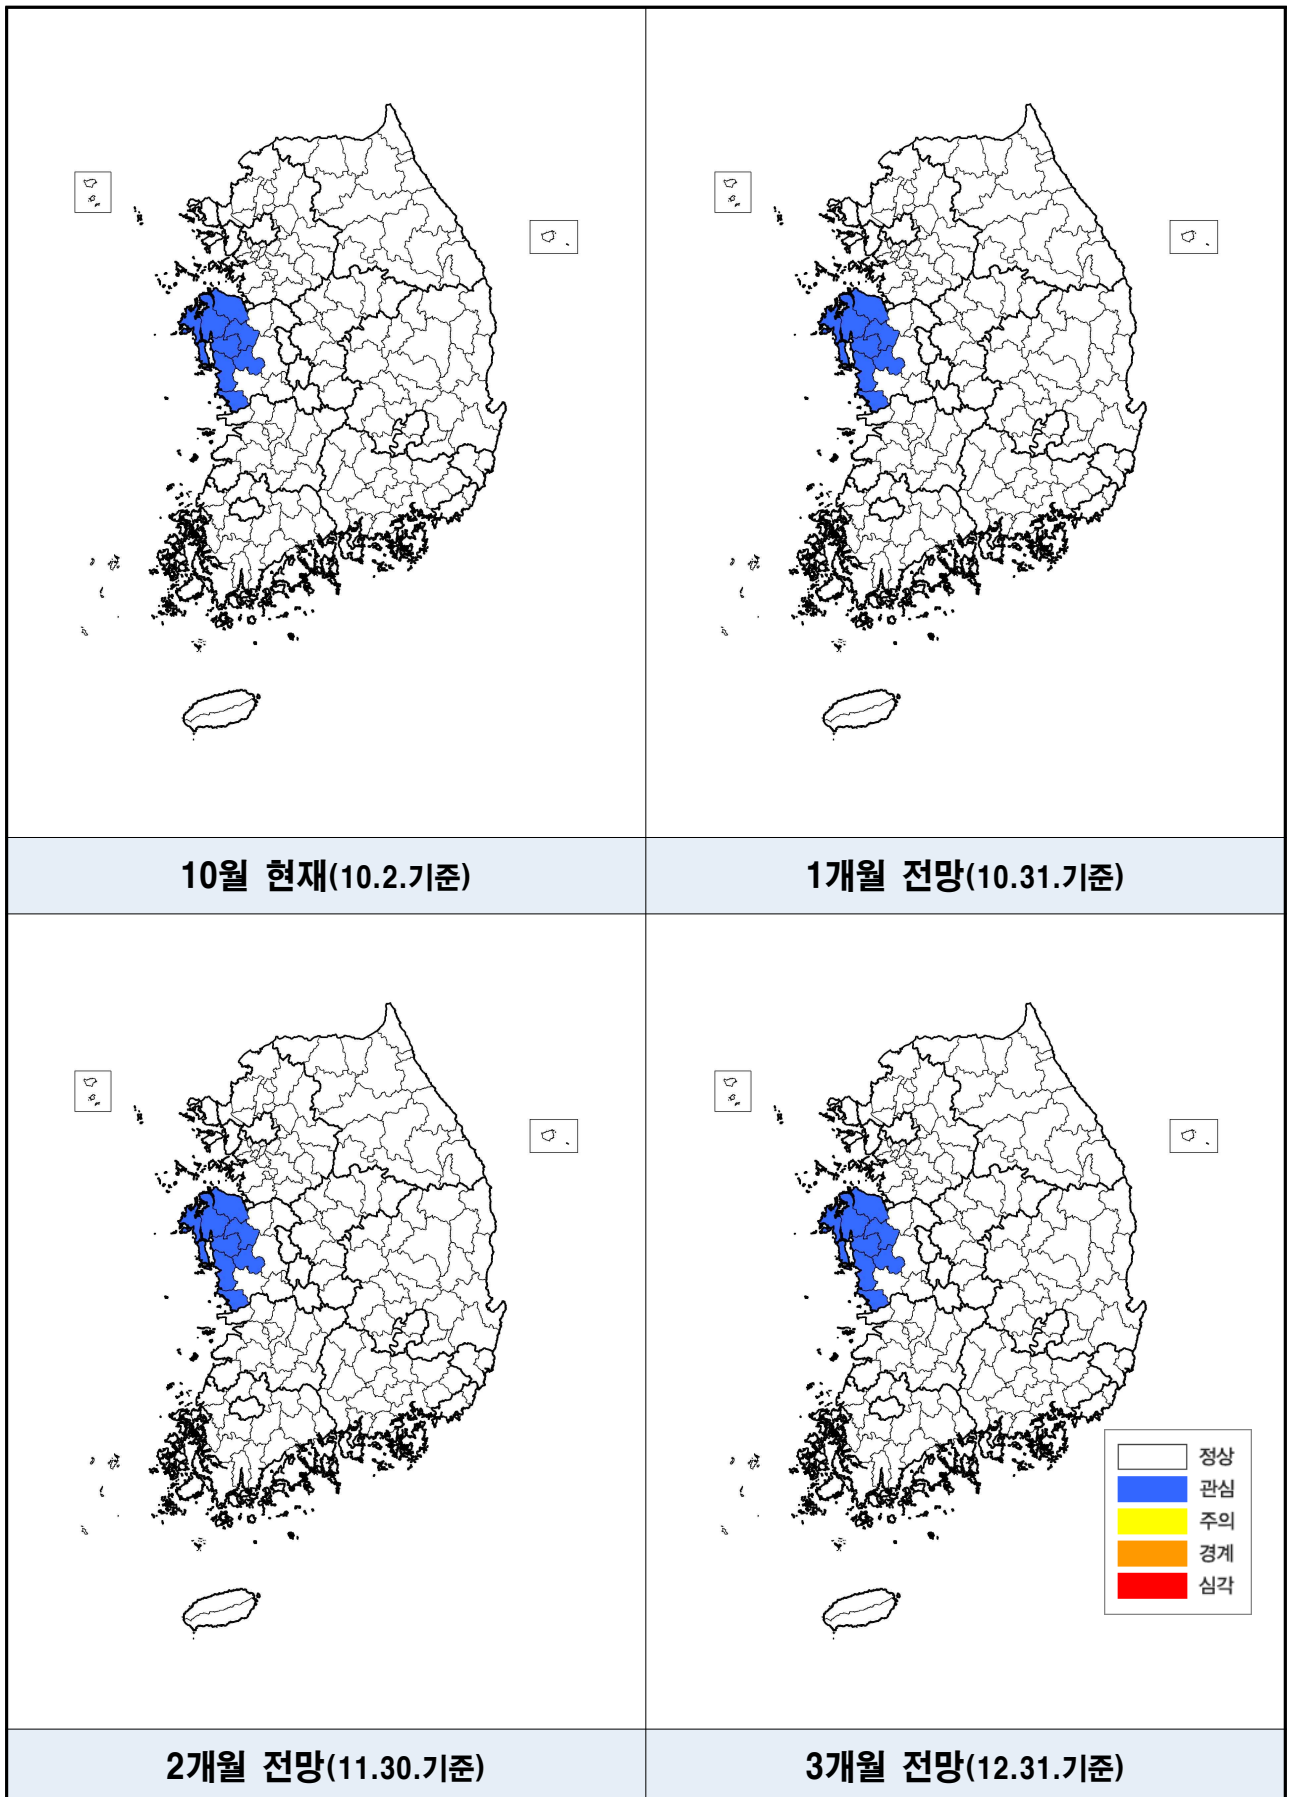 10월 현재(10.2.기준)
1개월 전망(10.31.기준)
정상
관심
주의
경계
심각
2개월 전망(11.30.기준)
3개월 전망(12.31.기준)